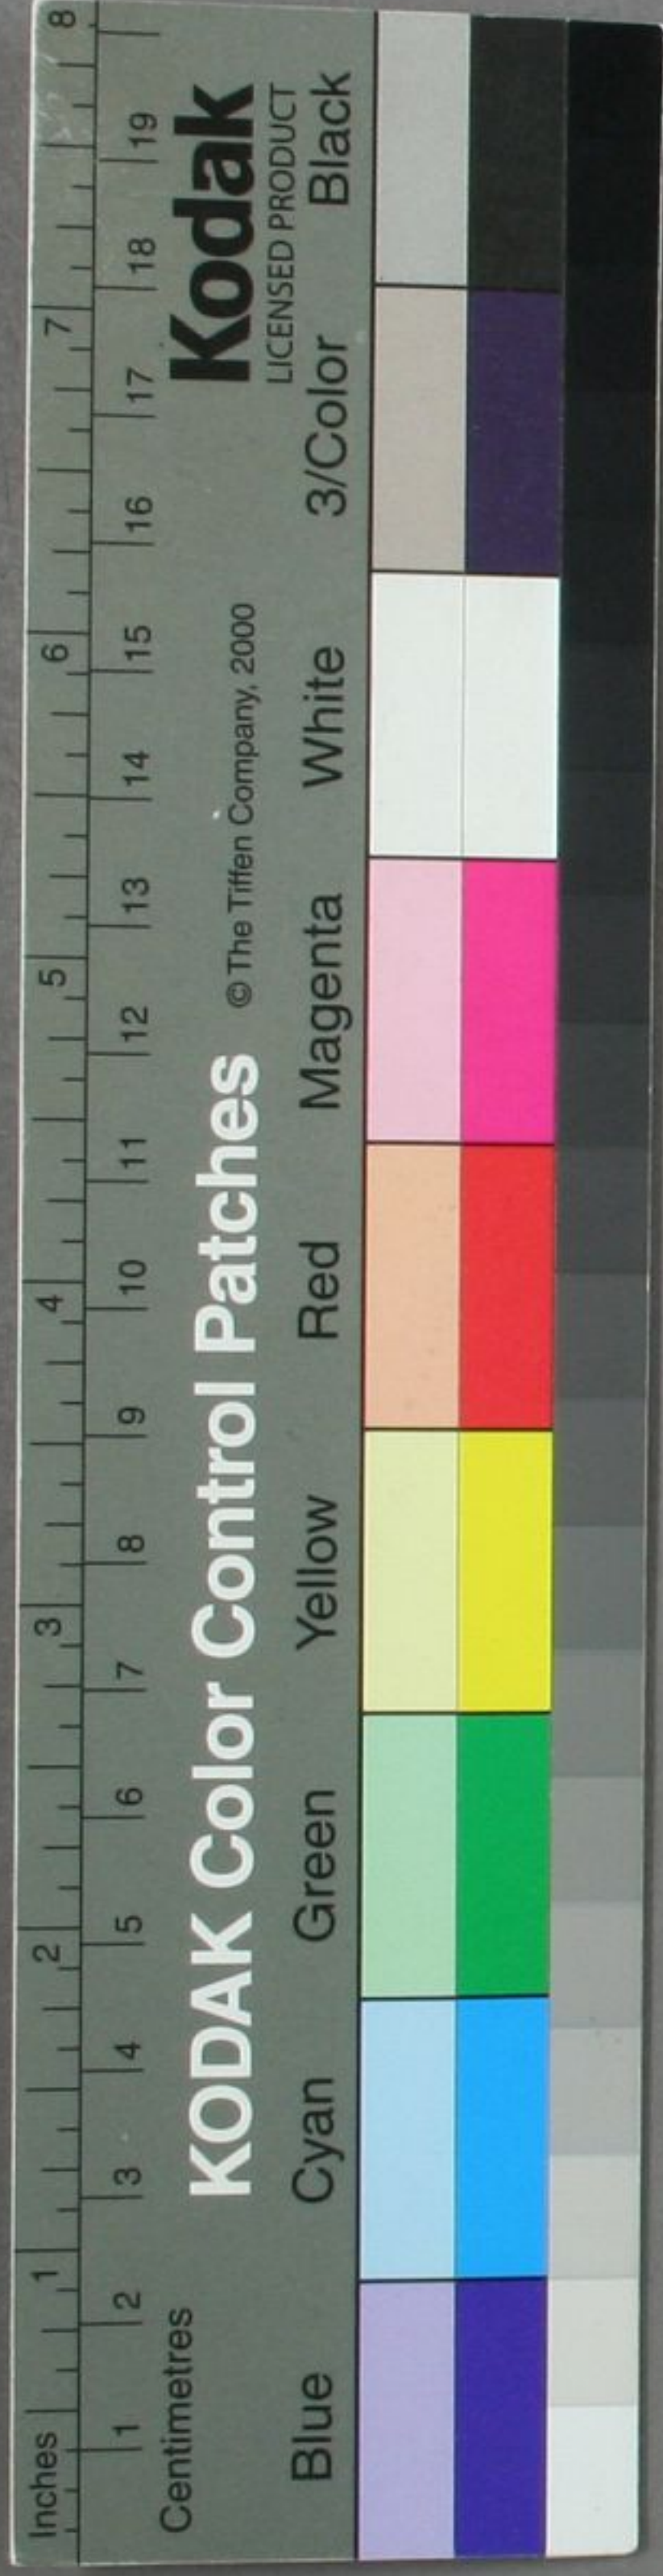 Inches 1 2 3 4 5 6 7 8
1 2 3 4 5 6 7 8 9 10 11 12 13 14 15 16 17 18 19
Centimetres
KODAK Color Control Patches © The Tiffen Company, 2000 Kodak
LICENSED PRODUCT
Blue Cyan Green Yellow Red Magenta White 3/Color Black